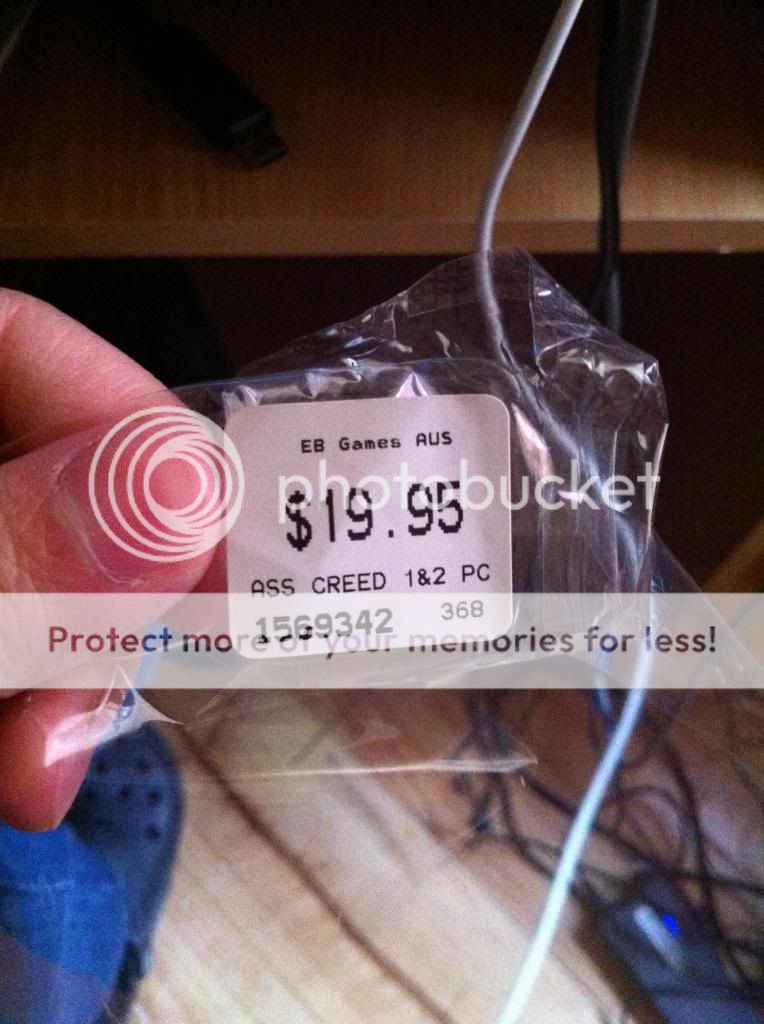 EB Games AUS
photobucket
$19.95
ASS CREED 1&2 PC
1569342 368
Protect more of your memories for less!